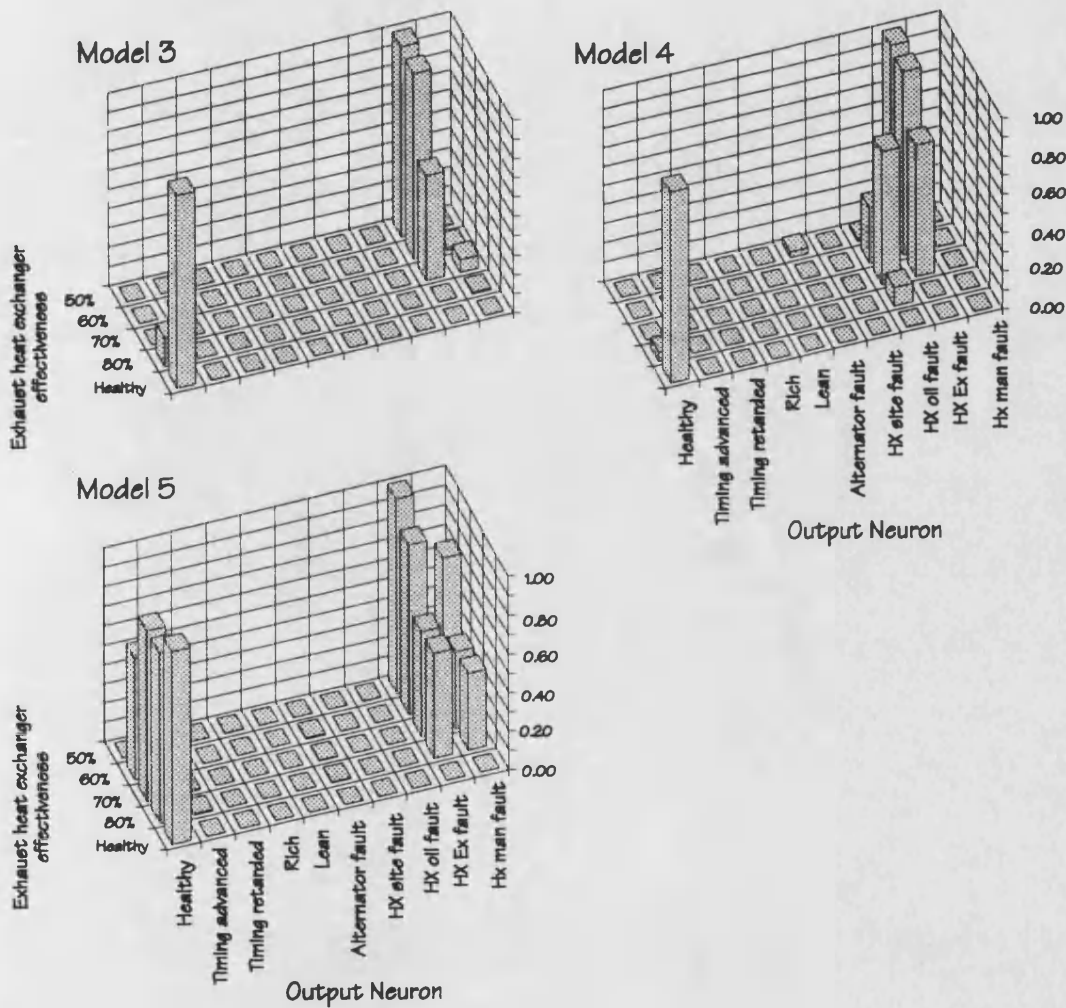 Model 3
Exhaust heat exchanger
effectiveness
50%
60%
70%
80%
Healthy
Model 4
1.00
0.80
0.60
0.40
0.20
0.00
Healthy
Timing advanced
Timing retarded
Rich
Lean
Alternator fault
HX site fault
HX oil fault
HX Ex fault
Hx man fault
Output Neuron
Model 5
Exhaust heat exchanger
effectiveness
50%
60%
70%
80%
Healthy
1.00
0.80
0.60
0.40
0.20
0.00
Healthy
Timing advanced
Timing retarded
Rich
Lean
Alternator fault
HX site fault
HX oil fault
HX Ex fault
Hx man fault
Output Neuron